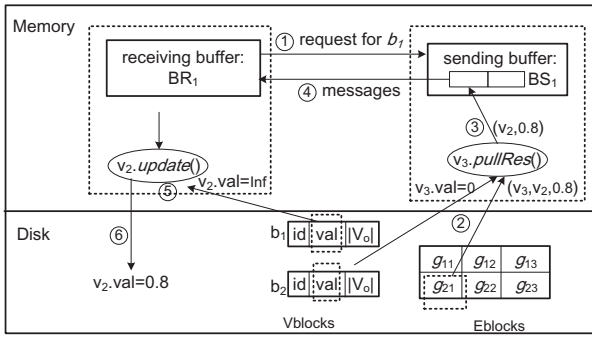 Memory
receiving buffer:
BR₁
① request for b₁
④ messages
sending buffer:
BS₁
③ (v₂,0.8)
v₂.update()
⑤ v₂.val=Inf
v₃.pullRes()
v₃.val=0
(v₃,v₂,0.8)
②
Disk
⑥
v₂.val=0.8
b₁ id val |Vₒ|
b₂ id val |Vₒ|
g₁₁ g₁₂ g₁₃
g₂₁ g₂₂ g₂₃
Vblocks
Eblocks